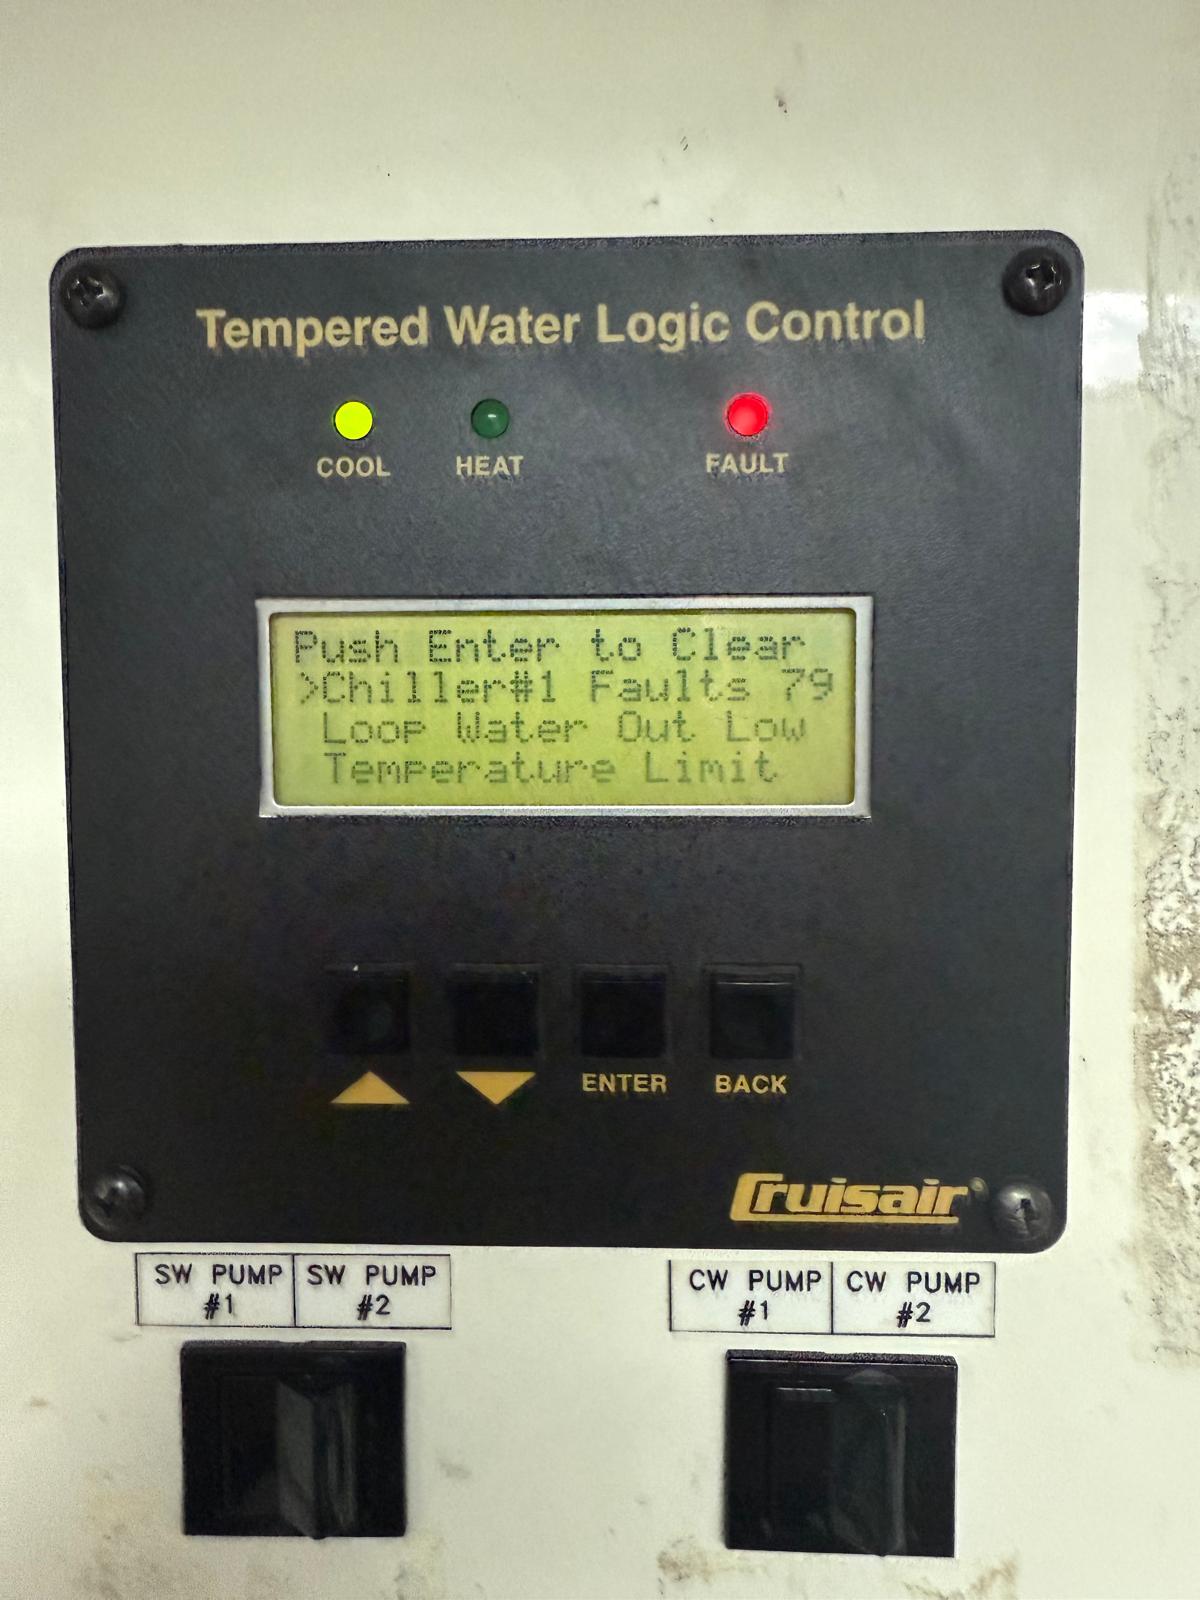 Tempered Water Logic Control
COOL HEAT FAULT
Push Enter to Clear
>Chiller#1 Faults 79
Loop Water Out Low
Temperature Limit
ENTER BACK
Cruisair®
SW PUMP #1
SW PUMP #2
CW PUMP #1
CW PUMP #2